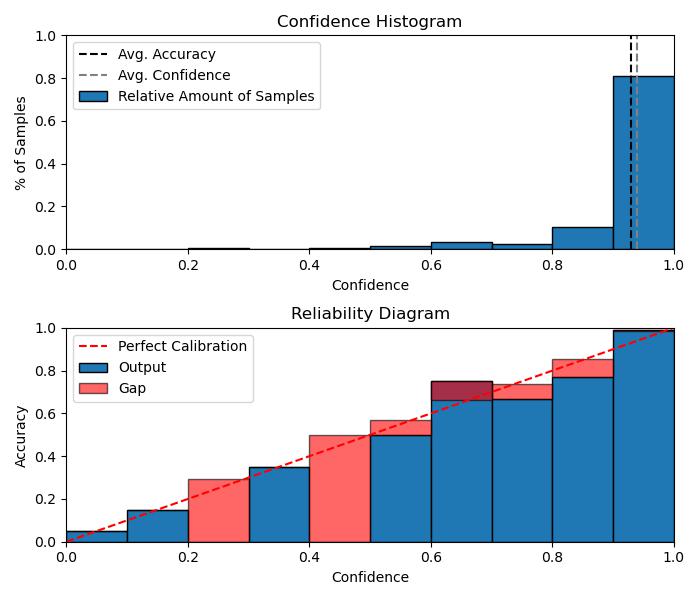 Confidence Histogram
1.0
0.8
0.6
0.4
0.2
0.0
% of Samples
Avg. Accuracy
Avg. Confidence
Relative Amount of Samples
0.0 0.2 0.4 0.6 0.8 1.0
Confidence
Reliability Diagram
1.0
0.8
0.6
0.4
0.2
0.0
Accuracy
Perfect Calibration
Output
Gap
0.0 0.2 0.4 0.6 0.8 1.0
Confidence